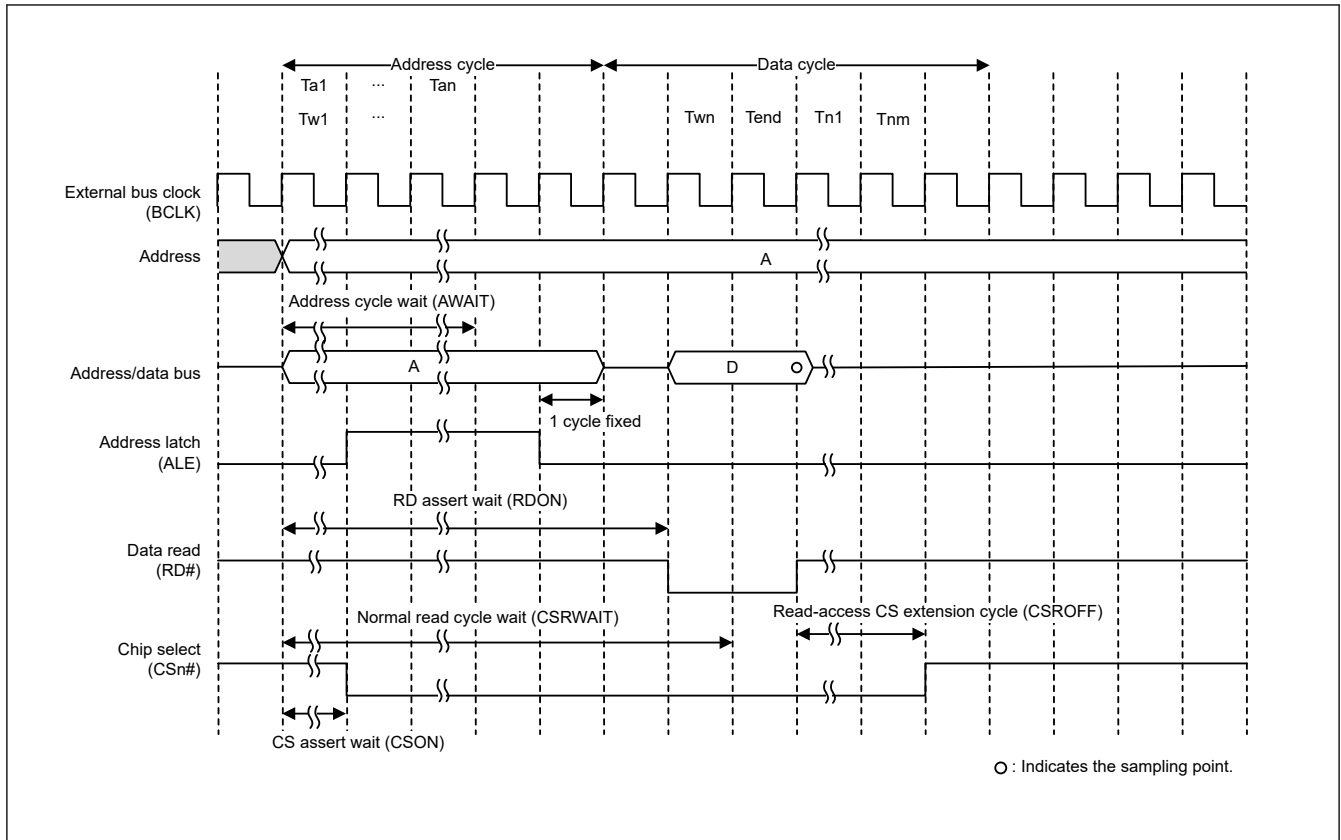 Address cycle Data cycle
Ta1 ... Tan
Tw1 ... Twn Tend Tn1 Tnm
External bus clock
(BCLK)
Address A
Address cycle wait (AWAIT)
Address/data bus A D
1 cycle fixed
Address latch
(ALE)
RD assert wait (RDON)
Data read
(RD#)
Normal read cycle wait (CSRWAIT) Read-access CS extension cycle (CSROFF)
Chip select
(CSn#)
CS assert wait (CSON)
: Indicates the sampling point.